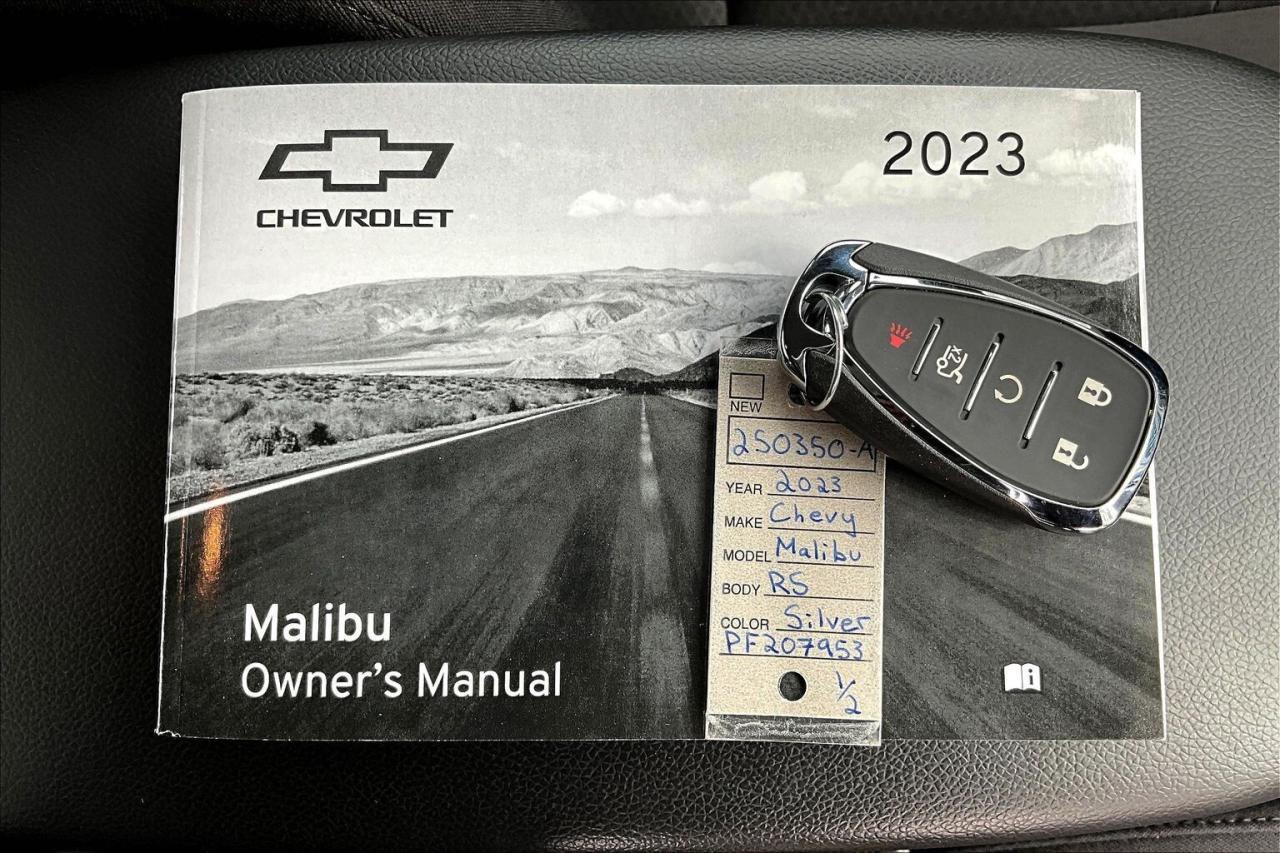 CHEVROLET
2023
X2
NEW
250350-A
YEAR 2023
MAKE Chevy
MODEL Malibu
BODY RS
COLOR Silver
PF207953
1/2
Malibu
Owner's Manual